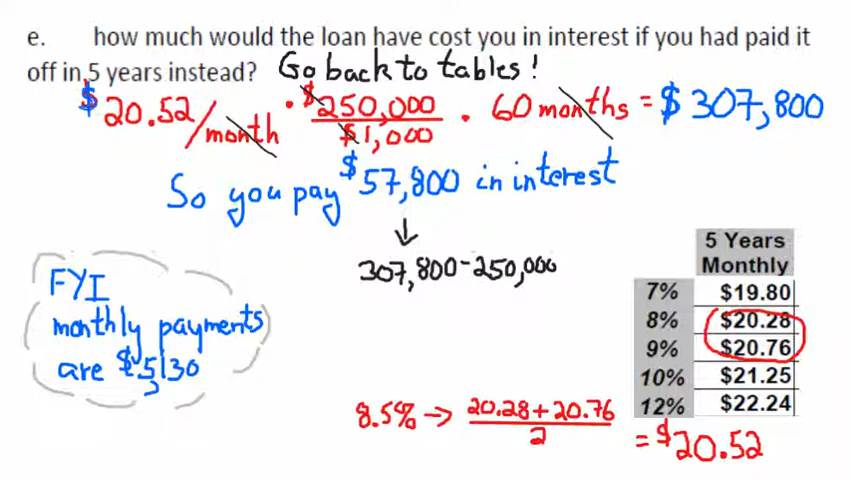 e. how much would the loan have cost you in interest if you had paid it
off in 5 years instead? Go back to tables!
$20.52/month · $250,000/$1,000 · 60 months = $307,800
So you pay $57,800 in interest
↓
307,800-250,000
FYI
monthly payments
are $5,130
5 Years
Monthly
7% $19.80
8% $20.28
9% $20.76
10% $21.25
12% $22.24
8.5% → 20.28+20.76/2 = $20.52